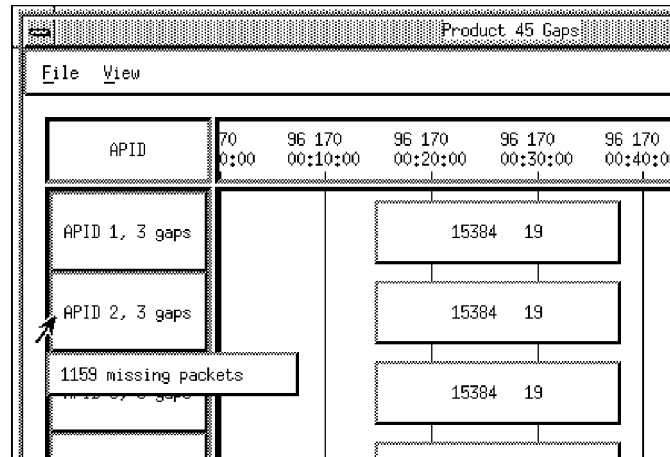 Product 45 Gaps
File View
APID
70 96 170 96 170 96 170 96 170
0:00 00:10:00 00:20:00 00:30:00 00:40:0
APID 1, 3 gaps 15384 19
APID 2, 3 gaps 15384 19
1159 missing packets
15384 19